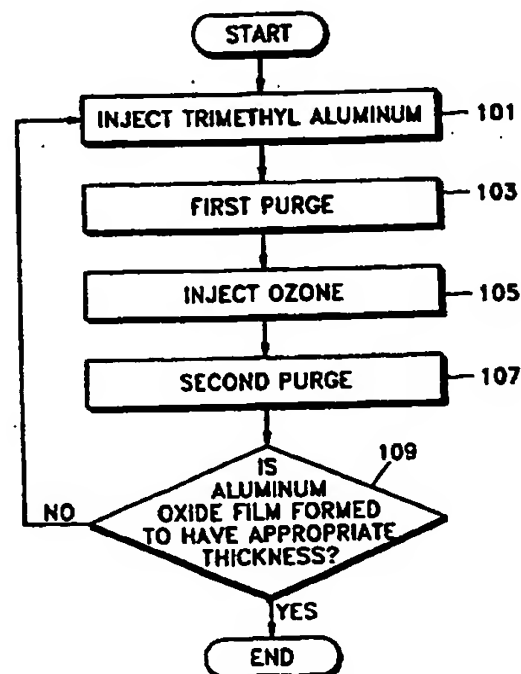 START
INJECT TRIMETHYL ALUMINUM
101
FIRST PURGE
103
INJECT OZONE
105
SECOND PURGE
107
109
IS
ALUMINUM
OXIDE FILM FORMED
TO HAVE APPROPRIATE
THICKNESS?
NO
YES
END